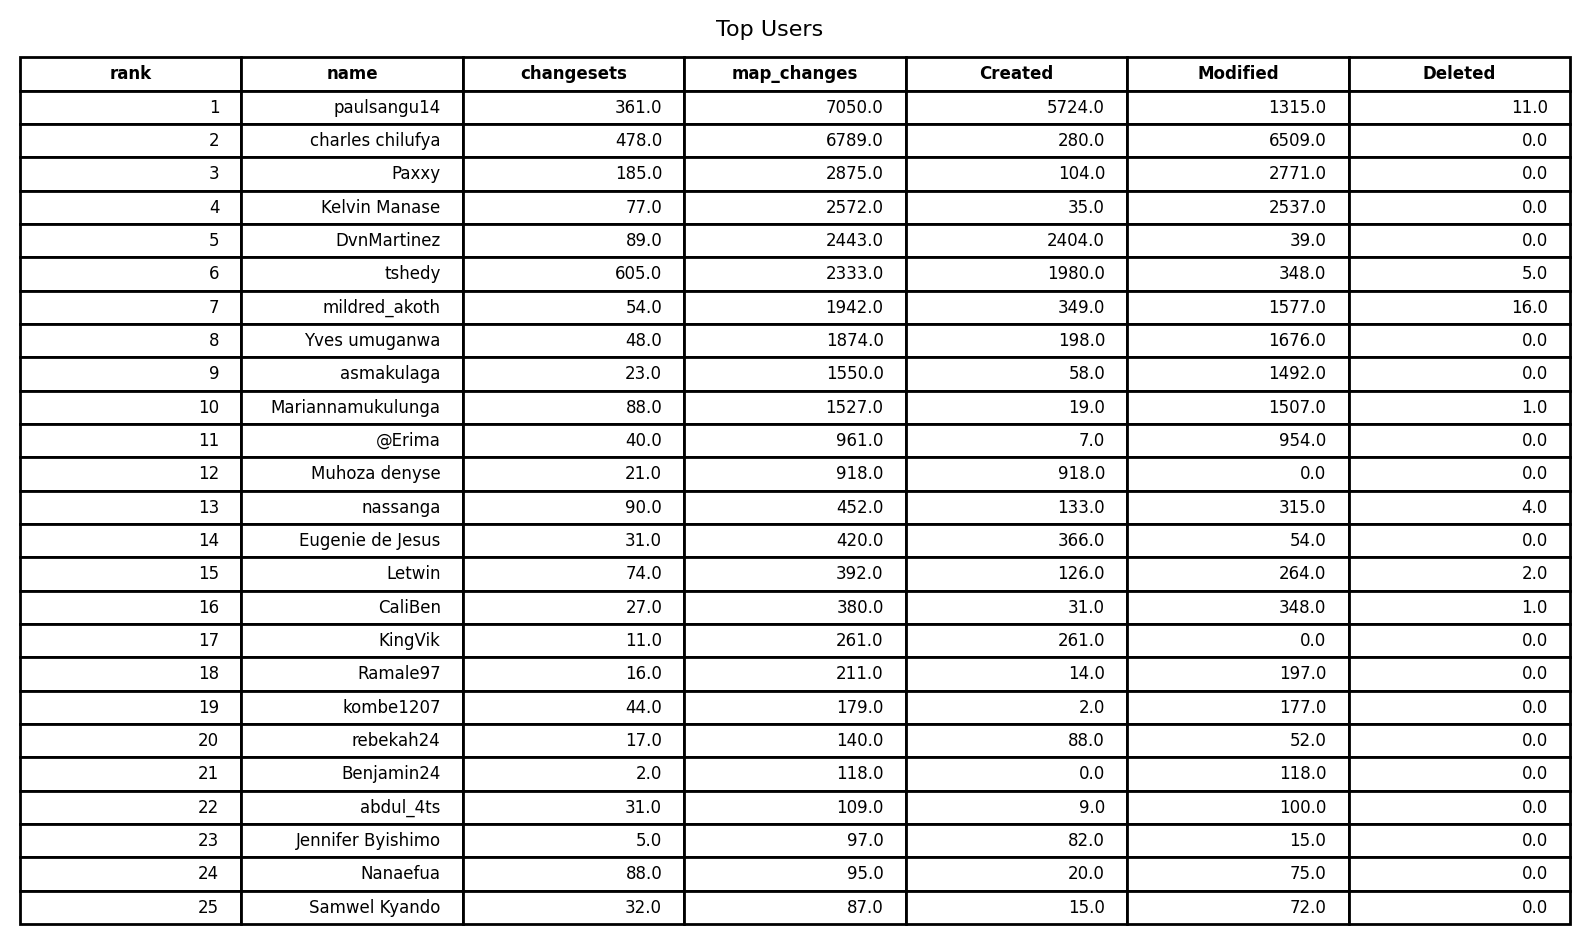 Top Users
rank name changesets map_changes Created Modified Deleted
1 paulsangu14 361.0 7050.0 5724.0 1315.0 11.0
2 charles chilufya 478.0 6789.0 280.0 6509.0 0.0
3 Paxxy 185.0 2875.0 104.0 2771.0 0.0
4 Kelvin Manase 77.0 2572.0 35.0 2537.0 0.0
5 DvnMartinez 89.0 2443.0 2404.0 39.0 0.0
6 tshedy 605.0 2333.0 1980.0 348.0 5.0
7 mildred_akoth 54.0 1942.0 349.0 1577.0 16.0
8 Yves umuganwa 48.0 1874.0 198.0 1676.0 0.0
9 asmakulaga 23.0 1550.0 58.0 1492.0 0.0
10 Mariannamukulunga 88.0 1527.0 19.0 1507.0 1.0
11 @Erima 40.0 961.0 7.0 954.0 0.0
12 Muhoza denyse 21.0 918.0 918.0 0.0 0.0
13 nassanga 90.0 452.0 133.0 315.0 4.0
14 Eugenie de Jesus 31.0 420.0 366.0 54.0 0.0
15 Letwin 74.0 392.0 126.0 264.0 2.0
16 CaliBen 27.0 380.0 31.0 348.0 1.0
17 KingVik 11.0 261.0 261.0 0.0 0.0
18 Ramale97 16.0 211.0 14.0 197.0 0.0
19 kombe1207 44.0 179.0 2.0 177.0 0.0
20 rebekah24 17.0 140.0 88.0 52.0 0.0
21 Benjamin24 2.0 118.0 0.0 118.0 0.0
22 abdul_4ts 31.0 109.0 9.0 100.0 0.0
23 Jennifer Byishimo 5.0 97.0 82.0 15.0 0.0
24 Nanaefua 88.0 95.0 20.0 75.0 0.0
25 Samwel Kyando 32.0 87.0 15.0 72.0 0.0